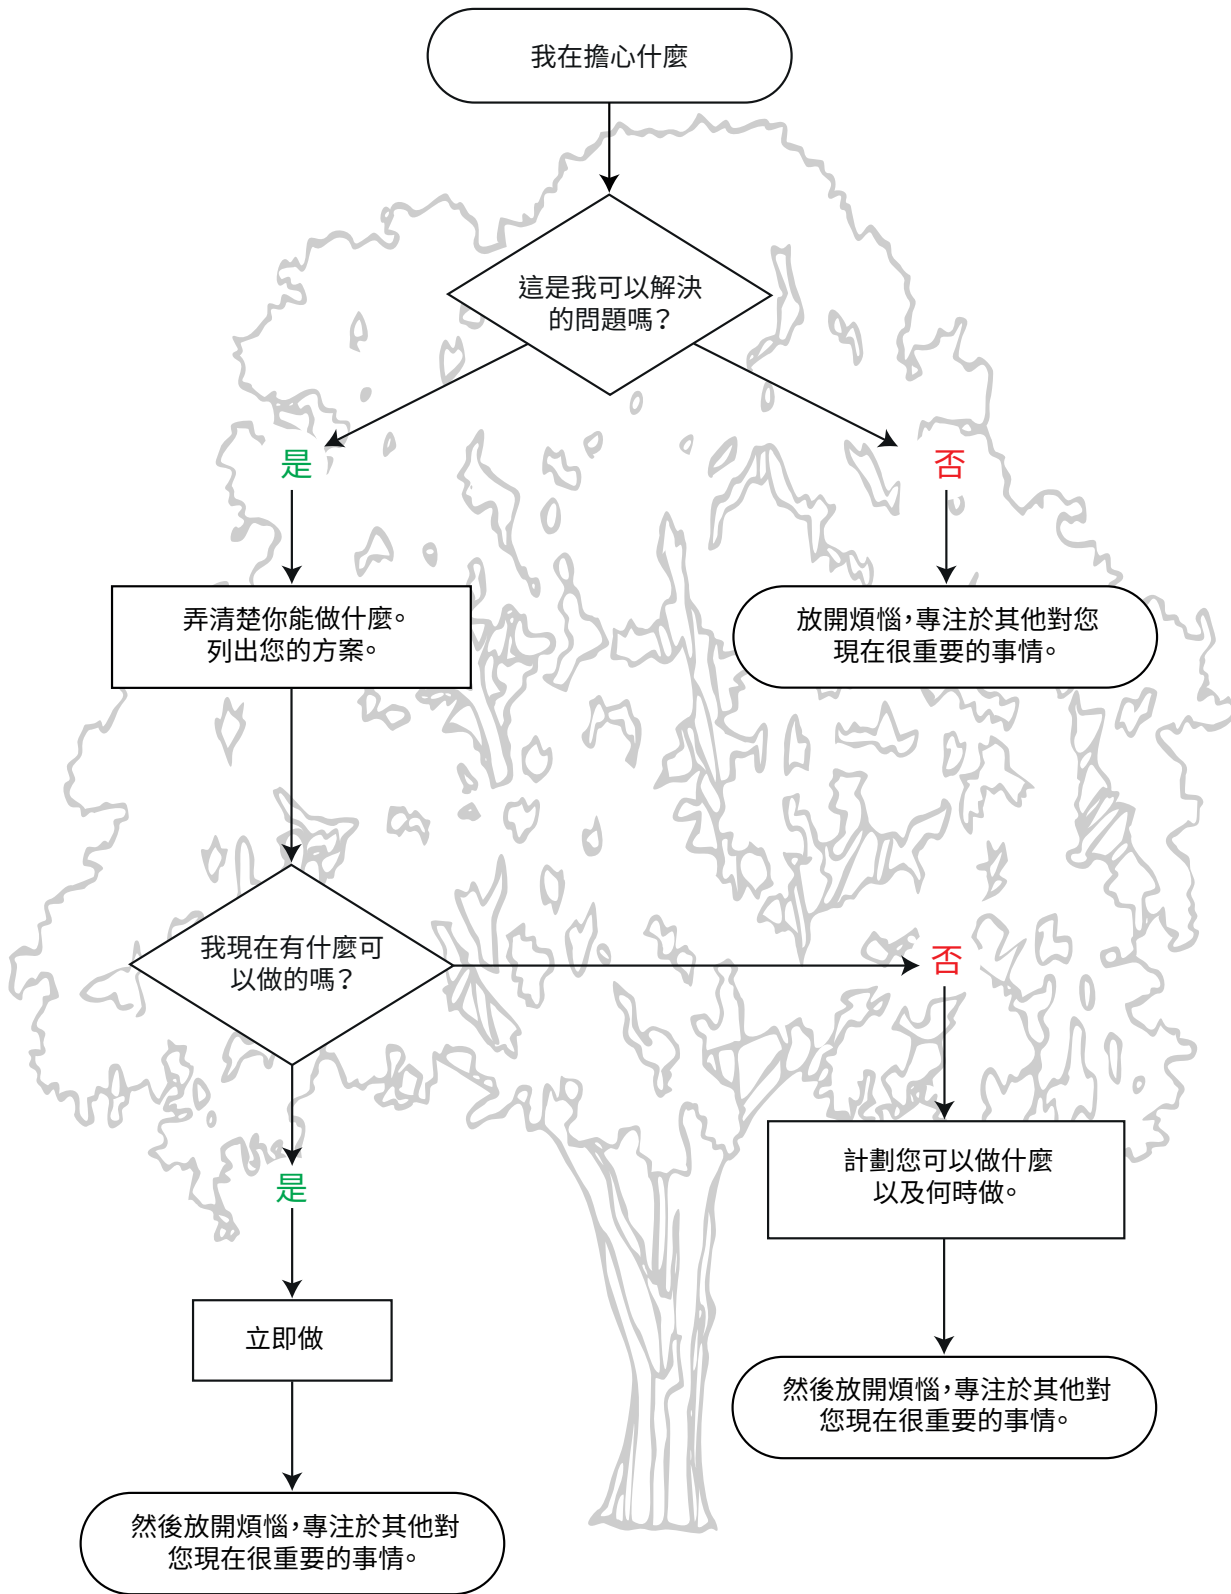 我在擔心什麼
這是我可以解決
的問題嗎？
是
否
弄清楚你能做什麼。
列出您的方案。
放開煩惱，專注於其他對您
現在很重要的事情。
我現在有什麼可
以做的嗎？
否
是
計劃您可以做什麼
以及何時做。
立即做
然後放開煩惱，專注於其他對
您現在很重要的事情。
然後放開煩惱，專注於其他對
您現在很重要的事情。